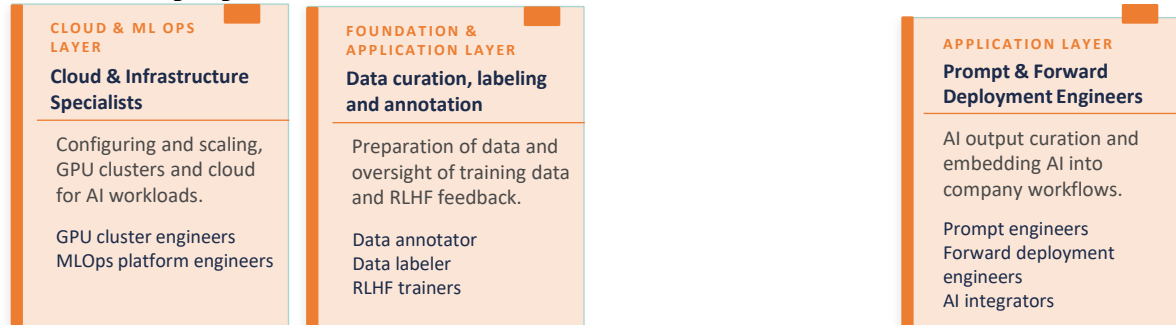 CLOUD & ML OPS
LAYER
Cloud & Infrastructure
Specialists
Configuring and scaling,
GPU clusters and cloud
for AI workloads.
GPU cluster engineers
MLOps platform engineers
FOUNDATION &
APPLICATION LAYER
Data curation, labeling
and annotation
Preparation of data and
oversight of training data
and RLHF feedback.
Data annotator
Data labeler
RLHF trainers
APPLICATION LAYER
Prompt & Forward
Deployment Engineers
AI output curation and
embedding AI into
company workflows.
Prompt engineers
Forward deployment
engineers
AI integrators